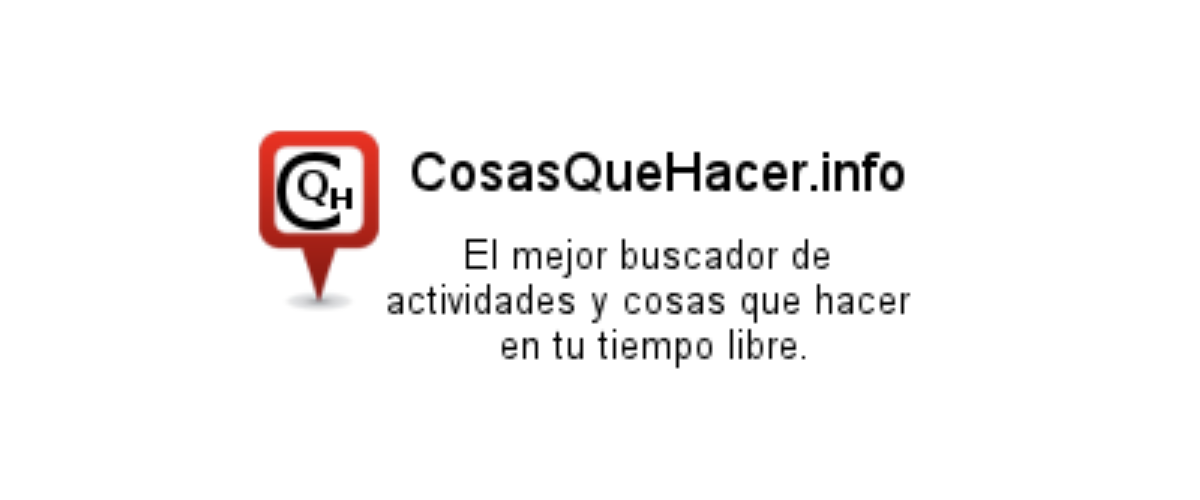 CQH
CosasQueHacer.info
El mejor buscador de
actividades y cosas que hacer
en tu tiempo libre.